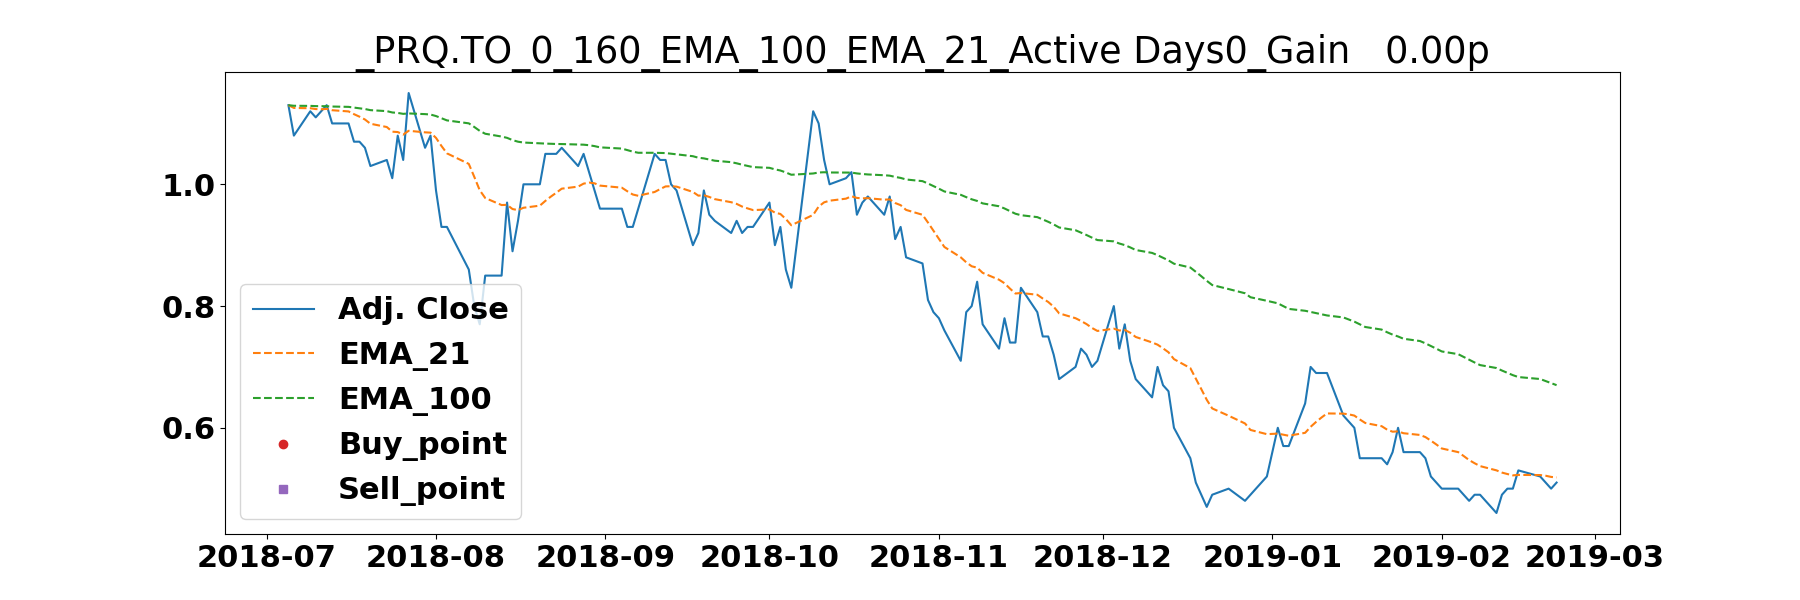 _PRQ.TO_0_160_EMA_100_EMA_21_Active Days0_Gain   0.00p
1.0
0.8
0.6
Adj. Close
EMA_21
EMA_100
Buy_point
Sell_point
2018-07 2018-08 2018-09 2018-10 2018-11 2018-12 2019-01 2019-02 2019-03